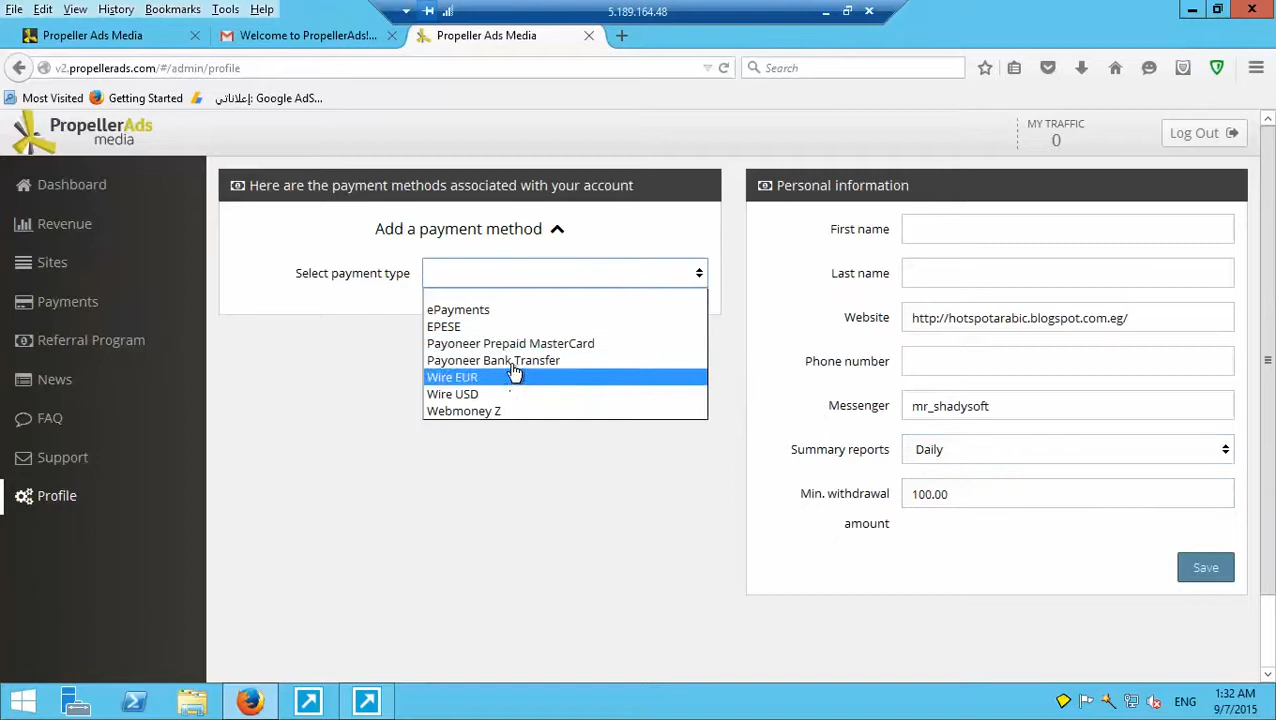 File Edit View History Bookmarks Tools Help
5.189.164.48
Propeller Ads Media
Welcome to PropellerAds!...
Propeller Ads Media
v2.propellerads.com/#/admin/profile
Search
Most Visited
Getting Started
إعلاناتي: Google AdS...
PropellerAds
media
MY TRAFFIC
0
Log Out
Dashboard
Revenue
Sites
Payments
Referral Program
News
FAQ
Support
Profile
Here are the payment methods associated with your account
Add a payment method
Select payment type
ePayments
EPESE
Payoneer Prepaid MasterCard
Payoneer Bank Transfer
Wire EUR
Wire USD
Webmoney Z
Personal information
First name
Last name
Website http://hotspotarabic.blogspot.com.eg/
Phone number
Messenger mr_shadysoft
Summary reports Daily
Min. withdrawal 100.00
amount
Save
ENG
1:32 AM
9/7/2015